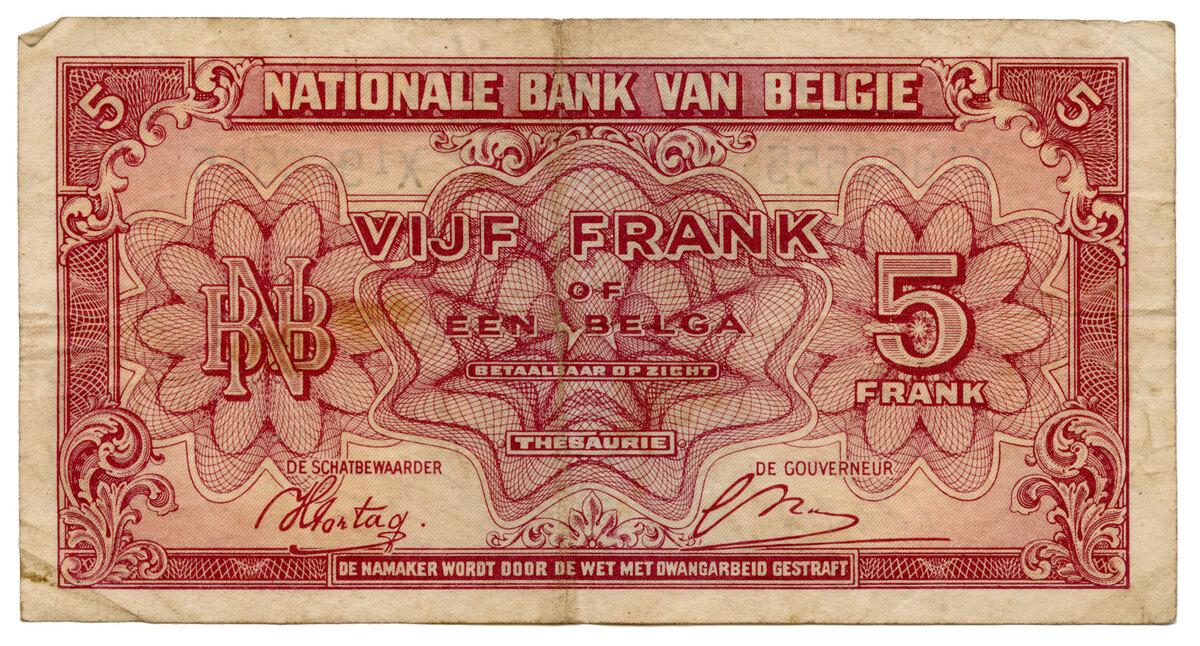 5
NATIONALE BANK VAN BELGIE
5
VIJF FRANK
OF
EEN BELGA
BETAALBAAR OP ZICHT
THESAURIE
BNB
5
FRANK
DE SCHATBEWAARDER
DE GOUVERNEUR
DE NAMAKER WORDT DOOR DE WET MET DWANGARBEID GESTRAFT